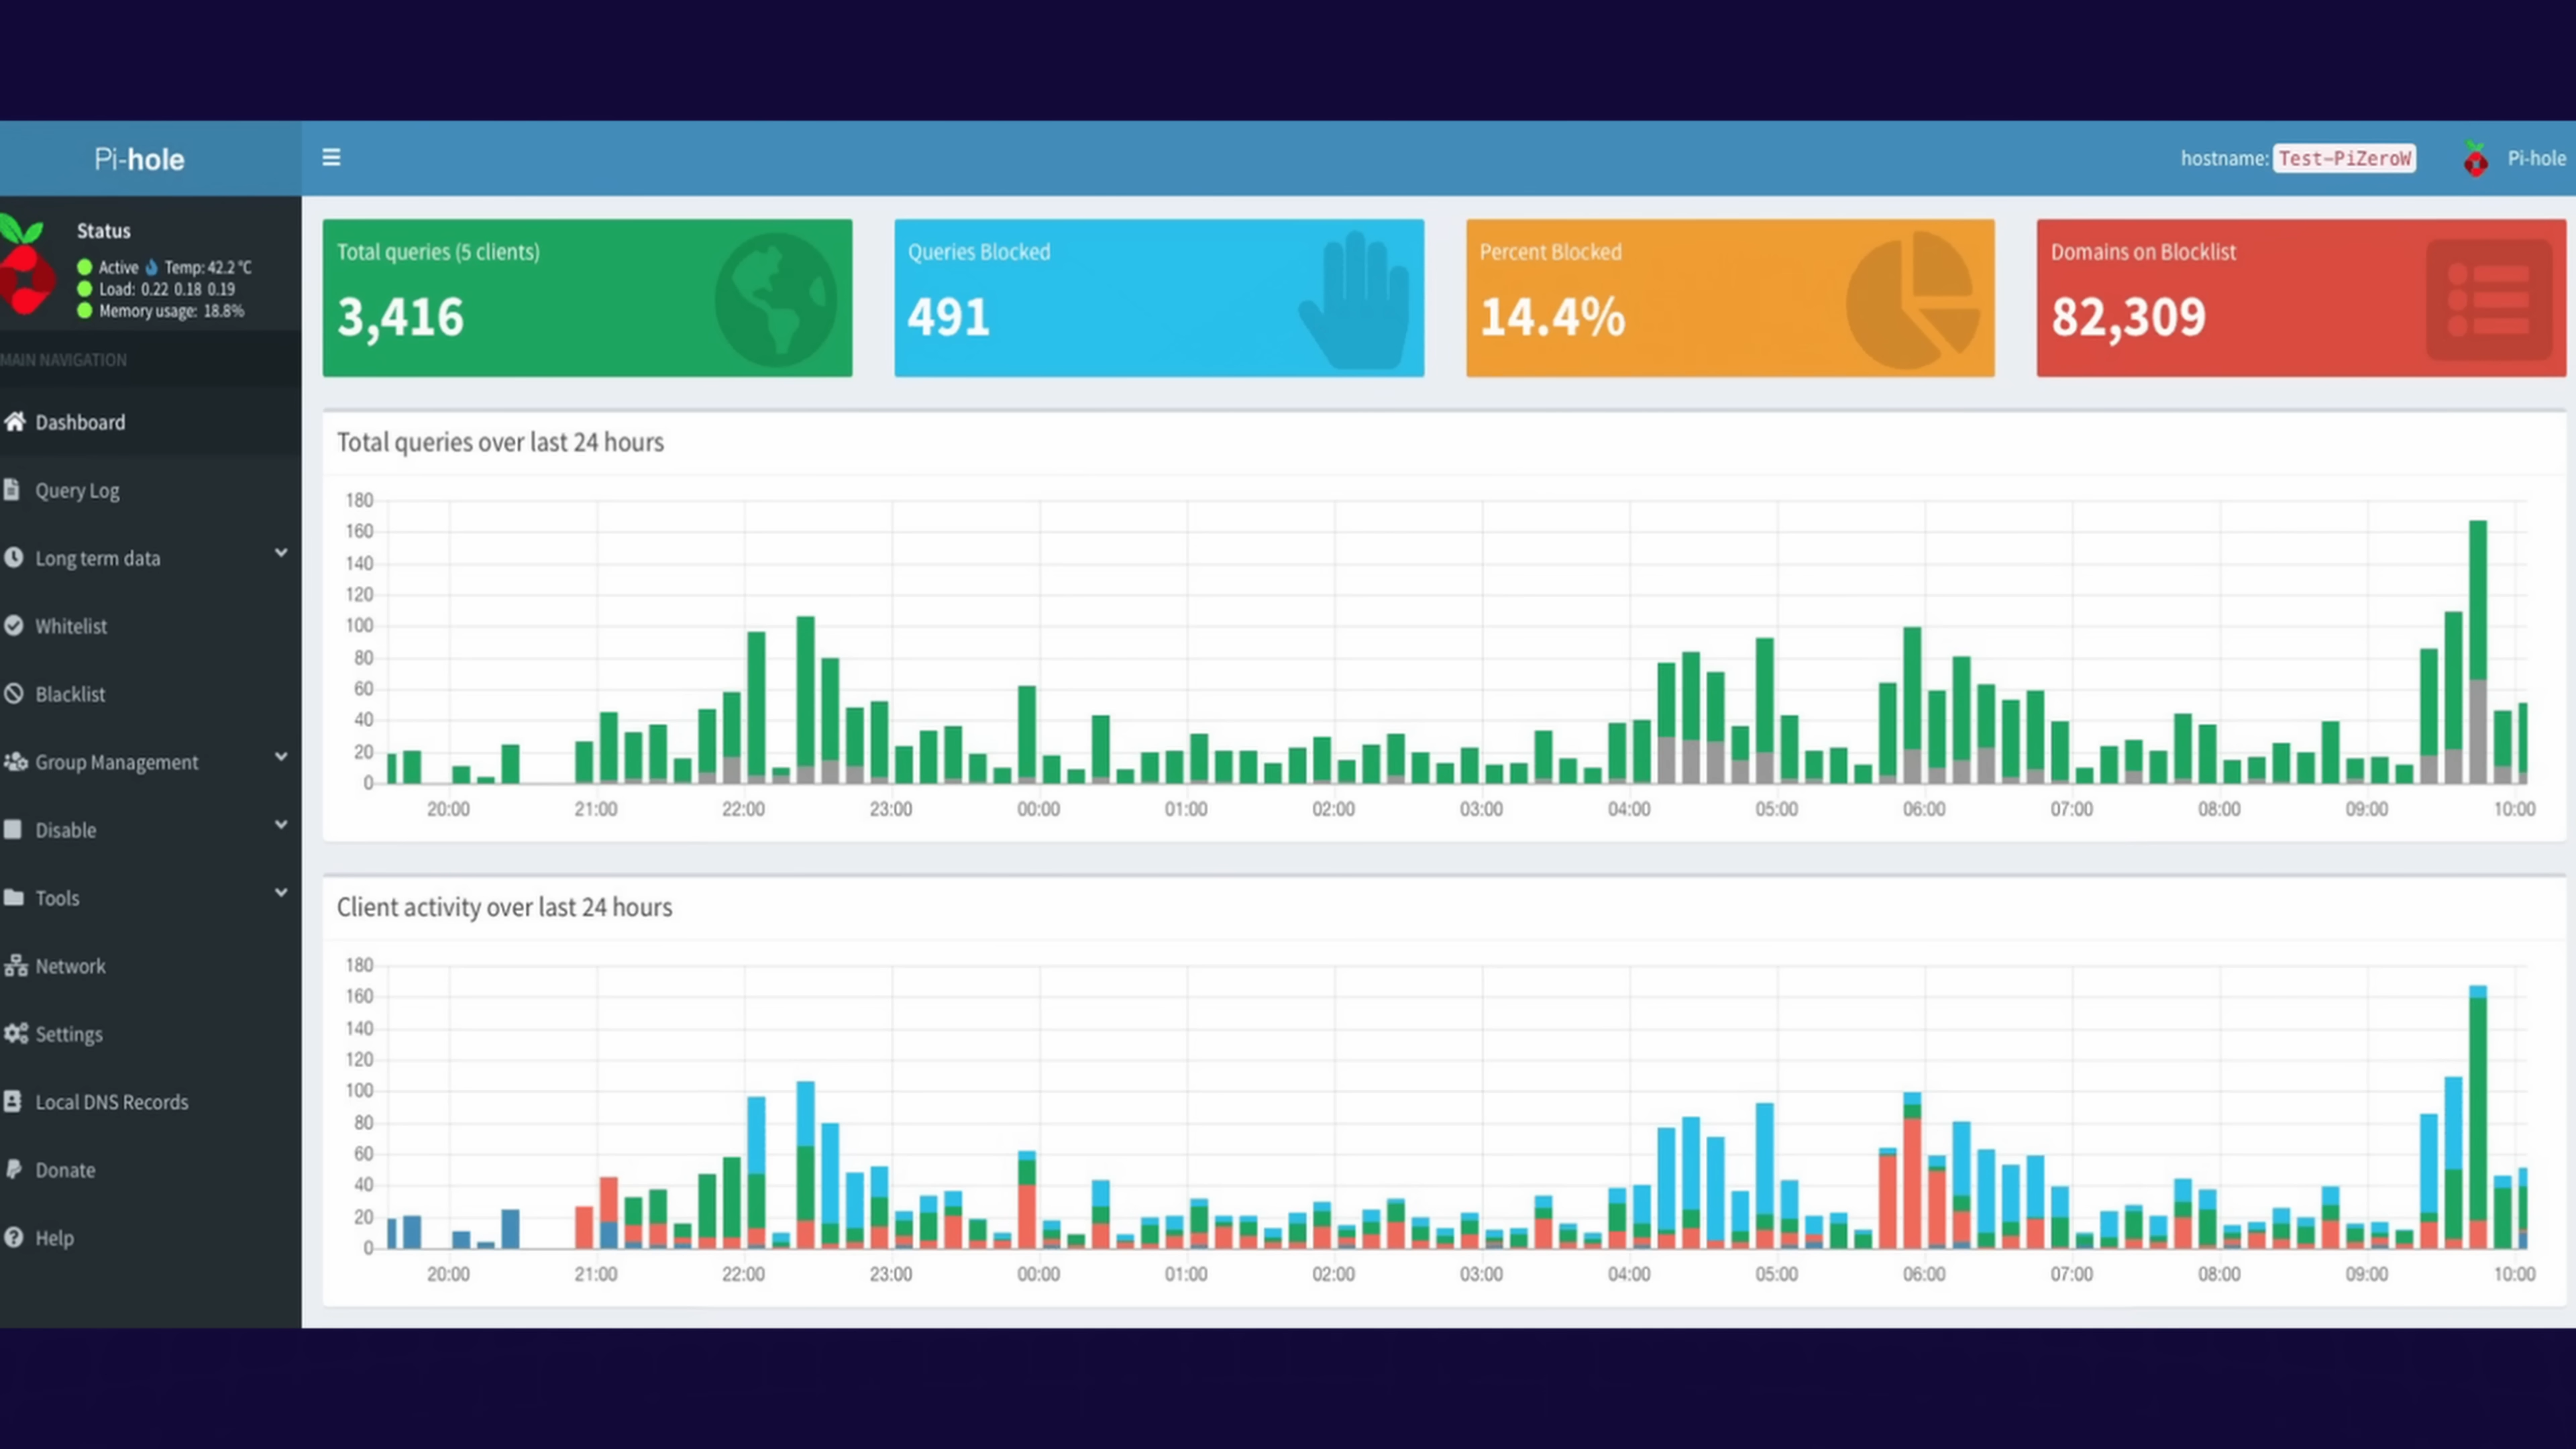 Pi-hole
hostname: Test-PiZeroW Pi-hole
Status
Active Temp: 42.2 °C
Load: 0.22 0.18 0.19
Memory usage: 18.8%
MAIN NAVIGATION
Dashboard
Query Log
Long term data
Whitelist
Blacklist
Group Management
Disable
Tools
Network
Settings
Local DNS Records
Donate
Help
Total queries (5 clients)
3,416
Queries Blocked
491
Percent Blocked
14.4%
Domains on Blocklist
82,309
Total queries over last 24 hours
180
160
140
120
100
80
60
40
20
0
20:00 21:00 22:00 23:00 00:00 01:00 02:00 03:00 04:00 05:00 06:00 07:00 08:00 09:00 10:00
Client activity over last 24 hours
180
160
140
120
100
80
60
40
20
0
20:00 21:00 22:00 23:00 00:00 01:00 02:00 03:00 04:00 05:00 06:00 07:00 08:00 09:00 10:00